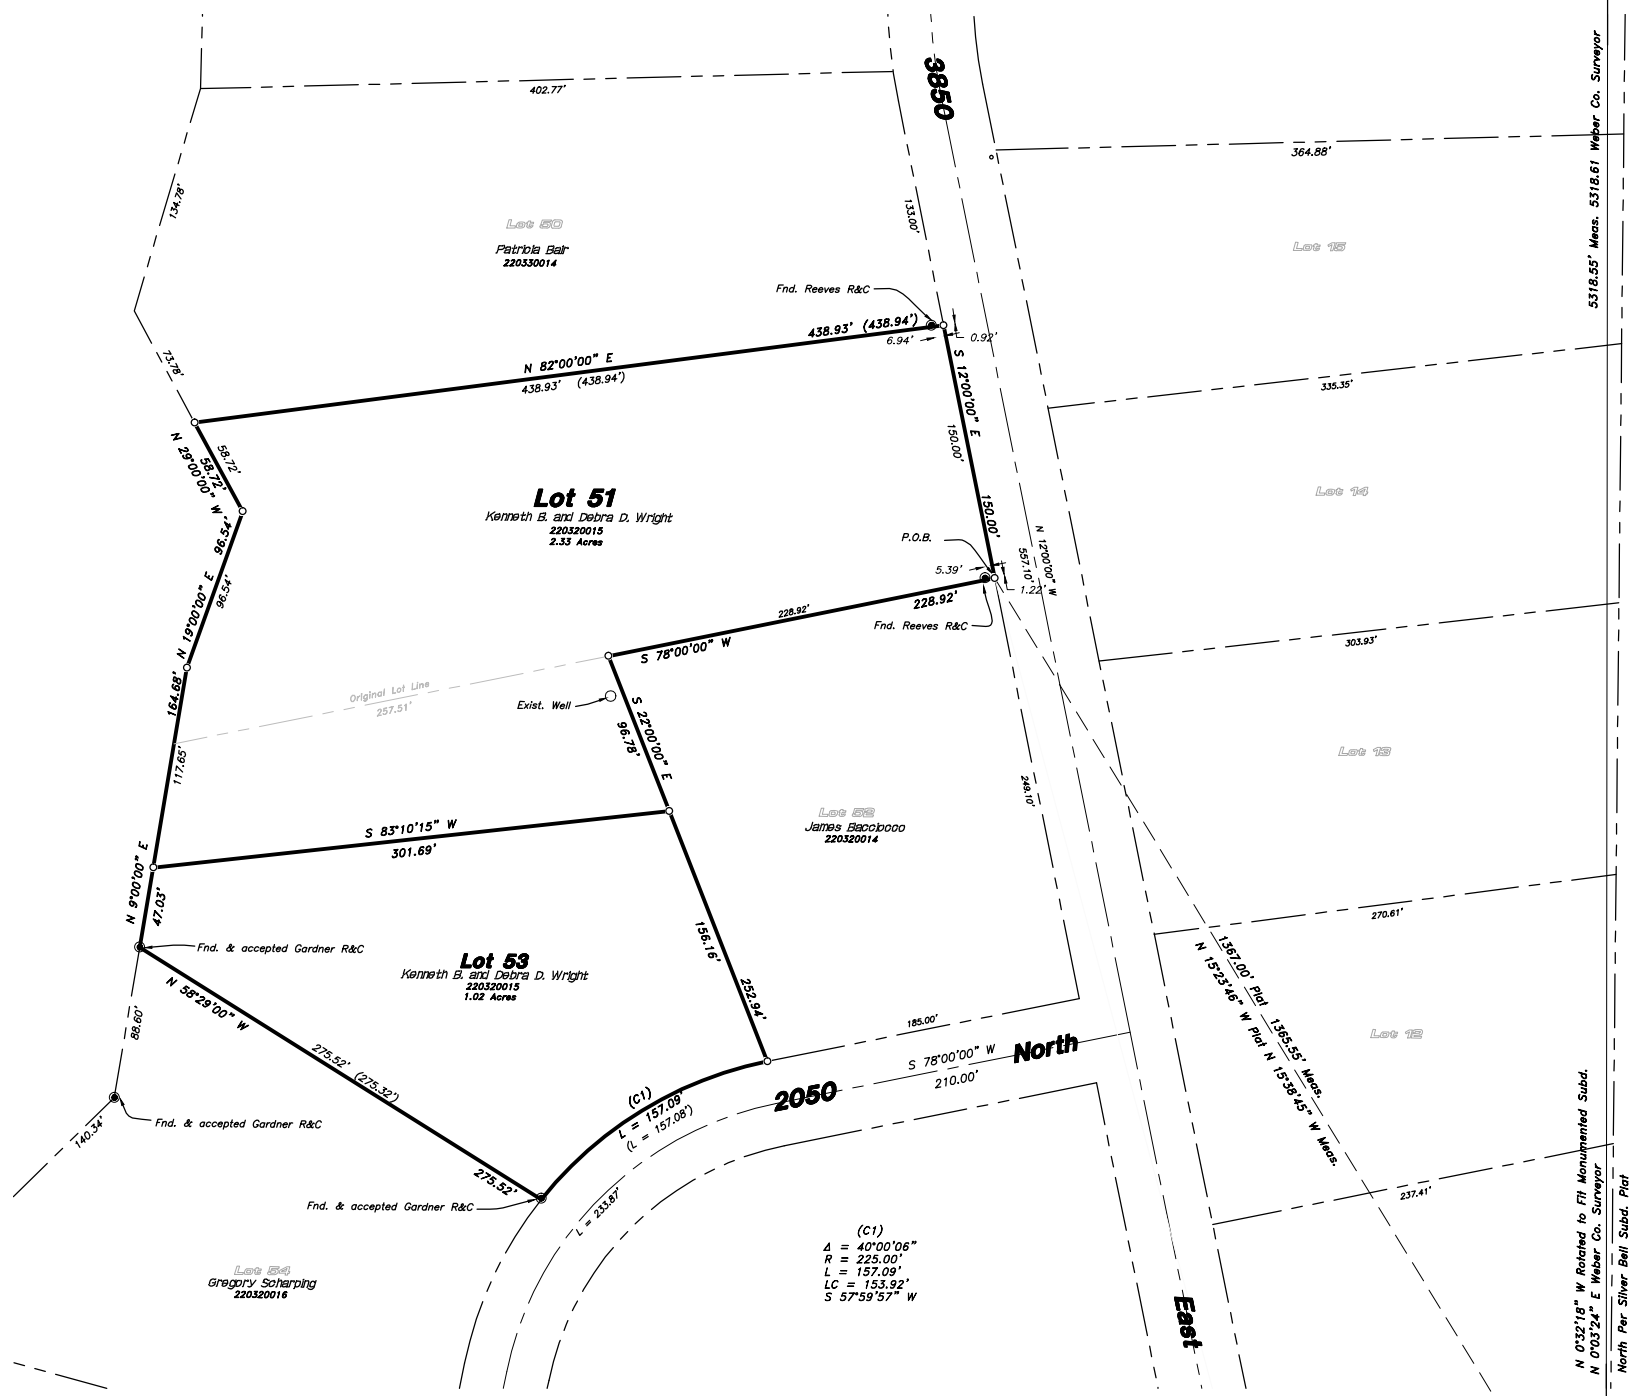 3850
402.77'
364.88'
5318.55' Meas. 5318.61 Weber Co. Surveyor
134.78'
133.00'
Lot 50
Patricia Bair
220330014
Lot 15
Fnd. Reeves R&C
438.93' (438.94')
6.94'
0.92'
73.78'
N 82°00'00" E
438.93' (438.94')
S 12°00'00" E
150.00'
150.00'
335.35'
N 29°00'00" W
58.72'
58.72'
Lot 51
Kenneth B. and Debra D. Wright
220320015
2.33 Acres
Lot 14
96.54'
N 19°00'00" E
96.54'
P.O.B.
5.39'
1.22'
N 12°00'00" W
557.10'
228.92'
228.92'
Fnd. Reeves R&C
S 78°00'00" W
303.93'
164.68'
Original Lot Line
257.51'
Exist. Well
S 22°00'00" E
96.78'
117.65'
Lot 13
249.10'
Lot 52
James Bacciocco
220320014
S 83°10'15" W
301.69'
N 9°00'00" E
47.03'
270.61'
Fnd. & accepted Gardner R&C
156.16'
Lot 53
Kenneth B. and Debra D. Wright
220320015
1.02 Acres
1367.00' Plat 1365.55' Meas.
N 15°23'46" W Plat N 15°38'45" W Meas.
N 58°29'00" W
252.94'
88.60'
185.00'
Lot 12
S 78°00'00" W
210.00'
North
2050
275.52' (275.32')
(C1)
L = 157.09'
(L = 157.08')
Fnd. & accepted Gardner R&C
140.34'
275.52'
Fnd. & accepted Gardner R&C
L = 233.87'
237.41'
(C1)
Δ = 40°00'06"
R = 225.00'
L = 157.09'
LC = 153.92'
S 57°59'57" W
Lot 54
Gregory Scharping
220320016
East
N 0°32'18" W Rotated to Fit Monumented Subd.
N 0°03'24" E Weber Co. Surveyor
North Per Silver Bell Subd. Plat